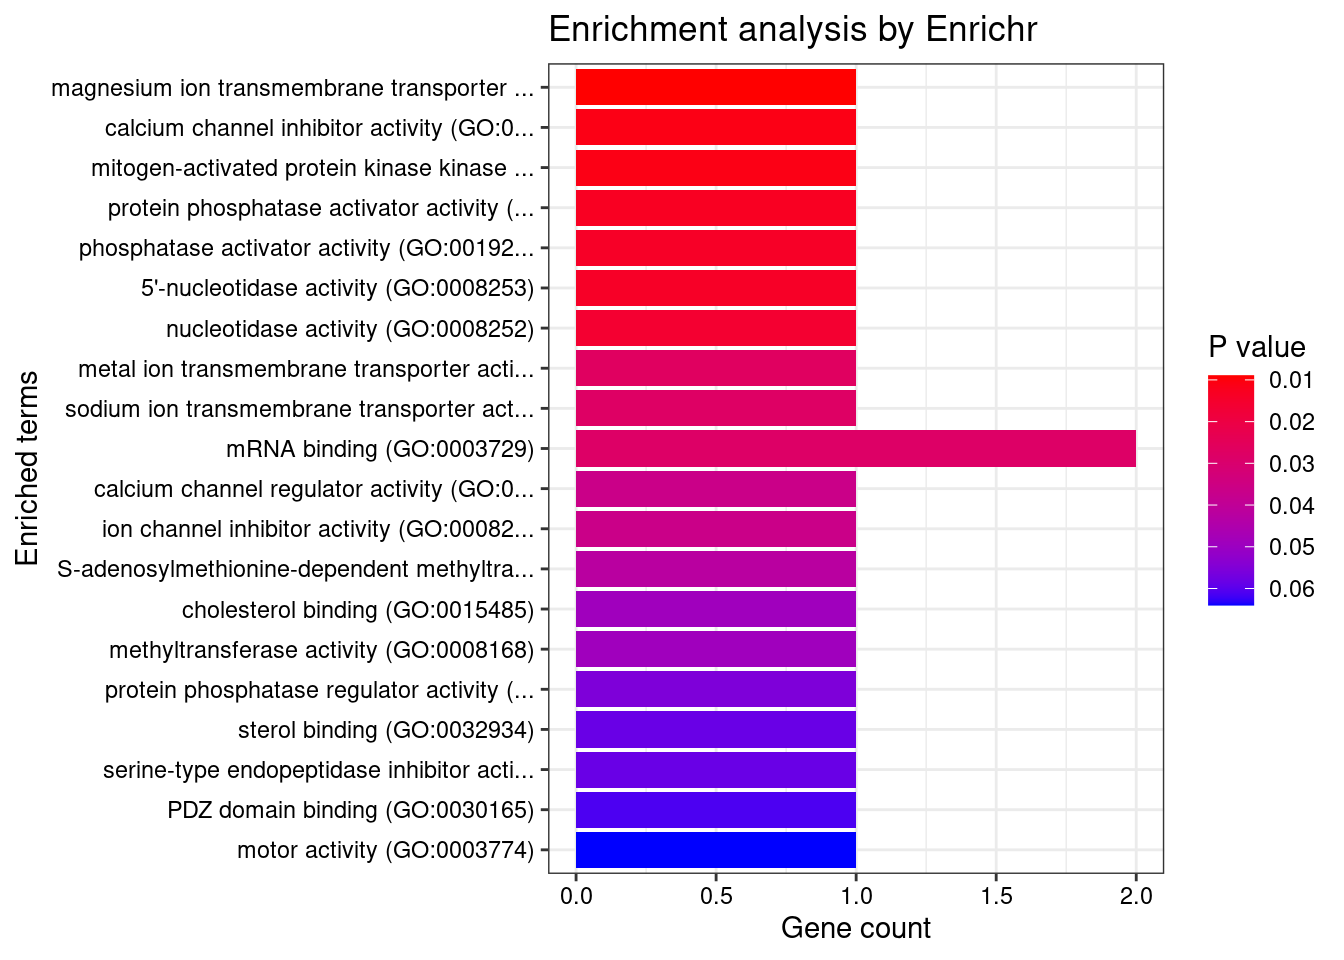 Enrichment analysis by Enrichr
magnesium ion transmembrane transporter ...
calcium channel inhibitor activity (GO:0...
mitogen-activated protein kinase kinase ...
protein phosphatase activator activity (...
phosphatase activator activity (GO:00192...
5'-nucleotidase activity (GO:0008253)
nucleotidase activity (GO:0008252)
metal ion transmembrane transporter acti...
sodium ion transmembrane transporter act...
mRNA binding (GO:0003729)
calcium channel regulator activity (GO:0...
ion channel inhibitor activity (GO:00082...
S-adenosylmethionine-dependent methyltra...
cholesterol binding (GO:0015485)
methyltransferase activity (GO:0008168)
protein phosphatase regulator activity (...
sterol binding (GO:0032934)
serine-type endopeptidase inhibitor acti...
PDZ domain binding (GO:0030165)
motor activity (GO:0003774)
Enriched terms
0.0 0.5 1.0 1.5 2.0
Gene count
P value
0.01
0.02
0.03
0.04
0.05
0.06